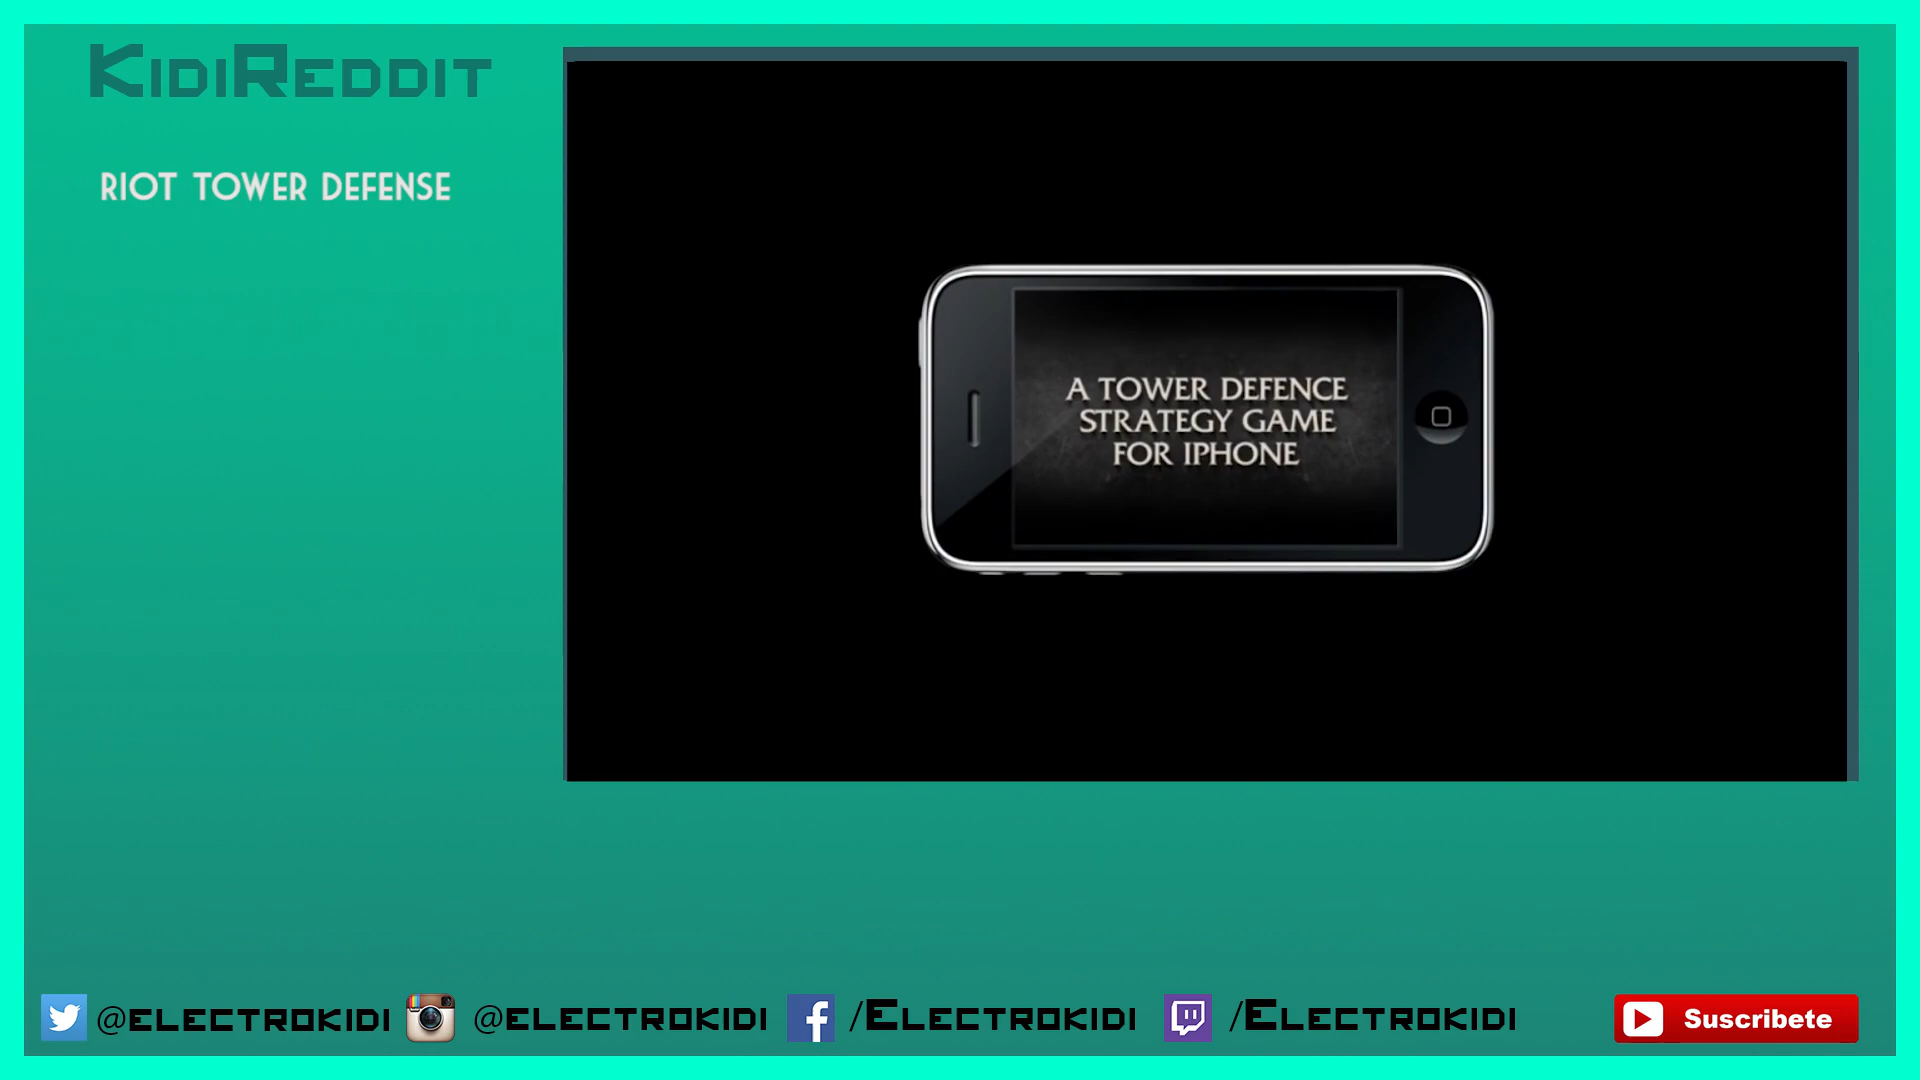 KidiReddit
RIOT TOWER DEFENSE
A TOWER DEFENCE
STRATEGY GAME
FOR IPHONE
@ELECTROKIDI
@ELECTROKIDI
/ELECTROKIDI
/ELECTROKIDI
Suscribete